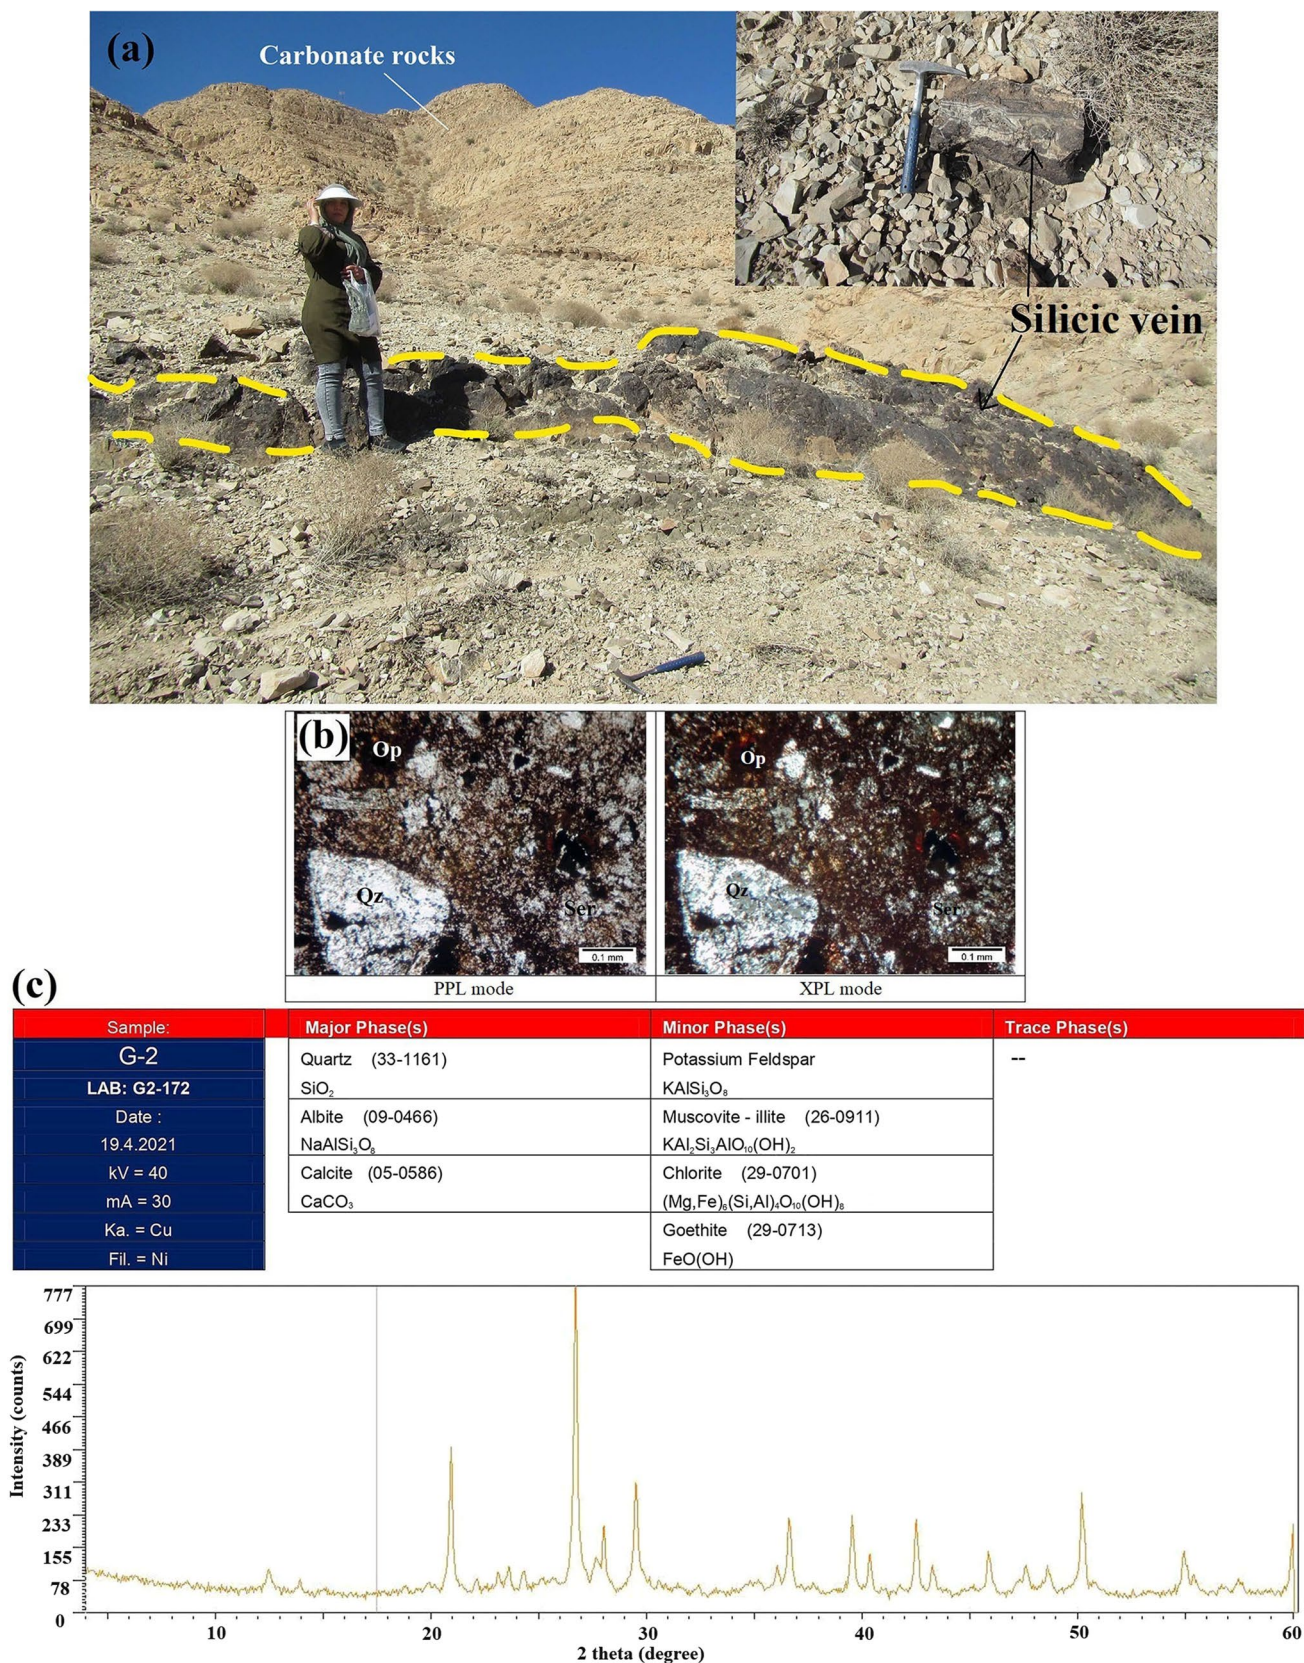 (a)
Carbonate rocks
Silicic vein
(b)
Op
Qz
Ser
0.1 mm
Op
Qz
Ser
0.1 mm
PPL mode
XPL mode
(c)
Sample:
G-2
LAB: G2-172
Date :
19.4.2021
kV = 40
mA = 30
Ka. = Cu
Fil. = Ni
Major Phase(s)
Quartz (33-1161)
SiO₂
Albite (09-0466)
NaAlSi₃O₈
Calcite (05-0586)
CaCO₃
Minor Phase(s)
Potassium Feldspar
KAlSi₃O₈
Muscovite - illite (26-0911)
KAl₂Si₃AlO₁₀(OH)₂
Chlorite (29-0701)
(Mg,Fe)₆(Si,Al)₄O₁₀(OH)₈
Goethite (29-0713)
FeO(OH)
Trace Phase(s)
--
Intensity (counts)
777
699
622
544
466
389
311
233
155
78
0
10 20 30 40 50 60
2 theta (degree)